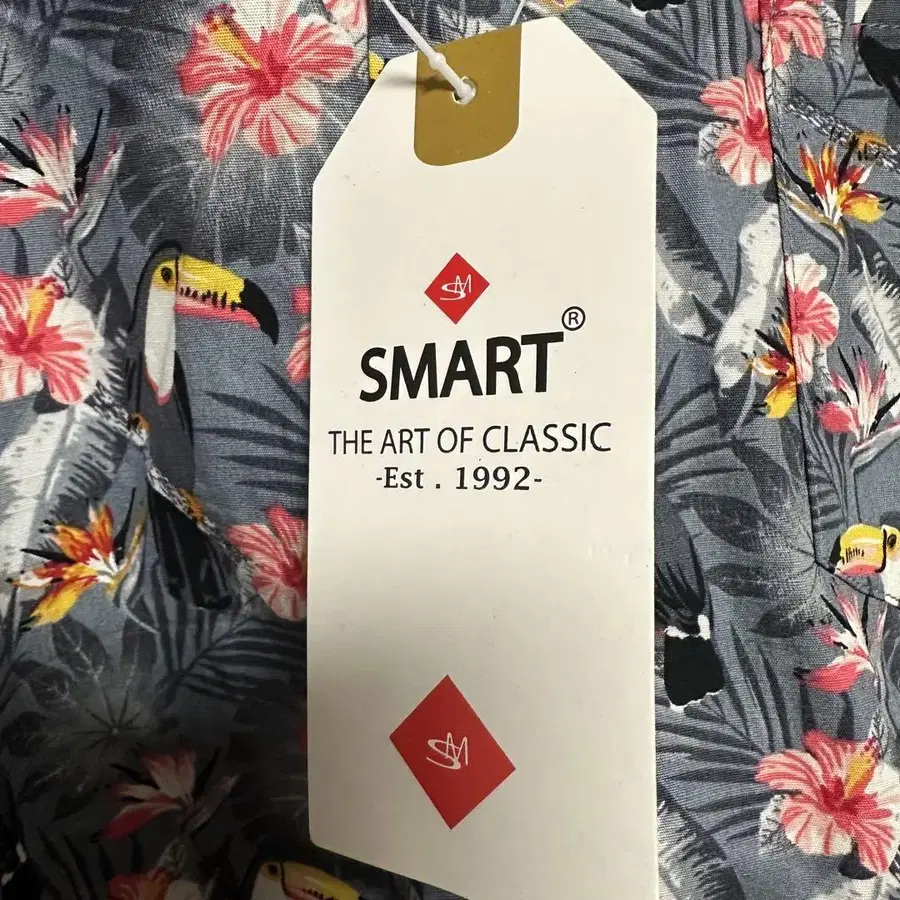 SM
SMART®
THE ART OF CLASSIC
-Est . 1992-
SM